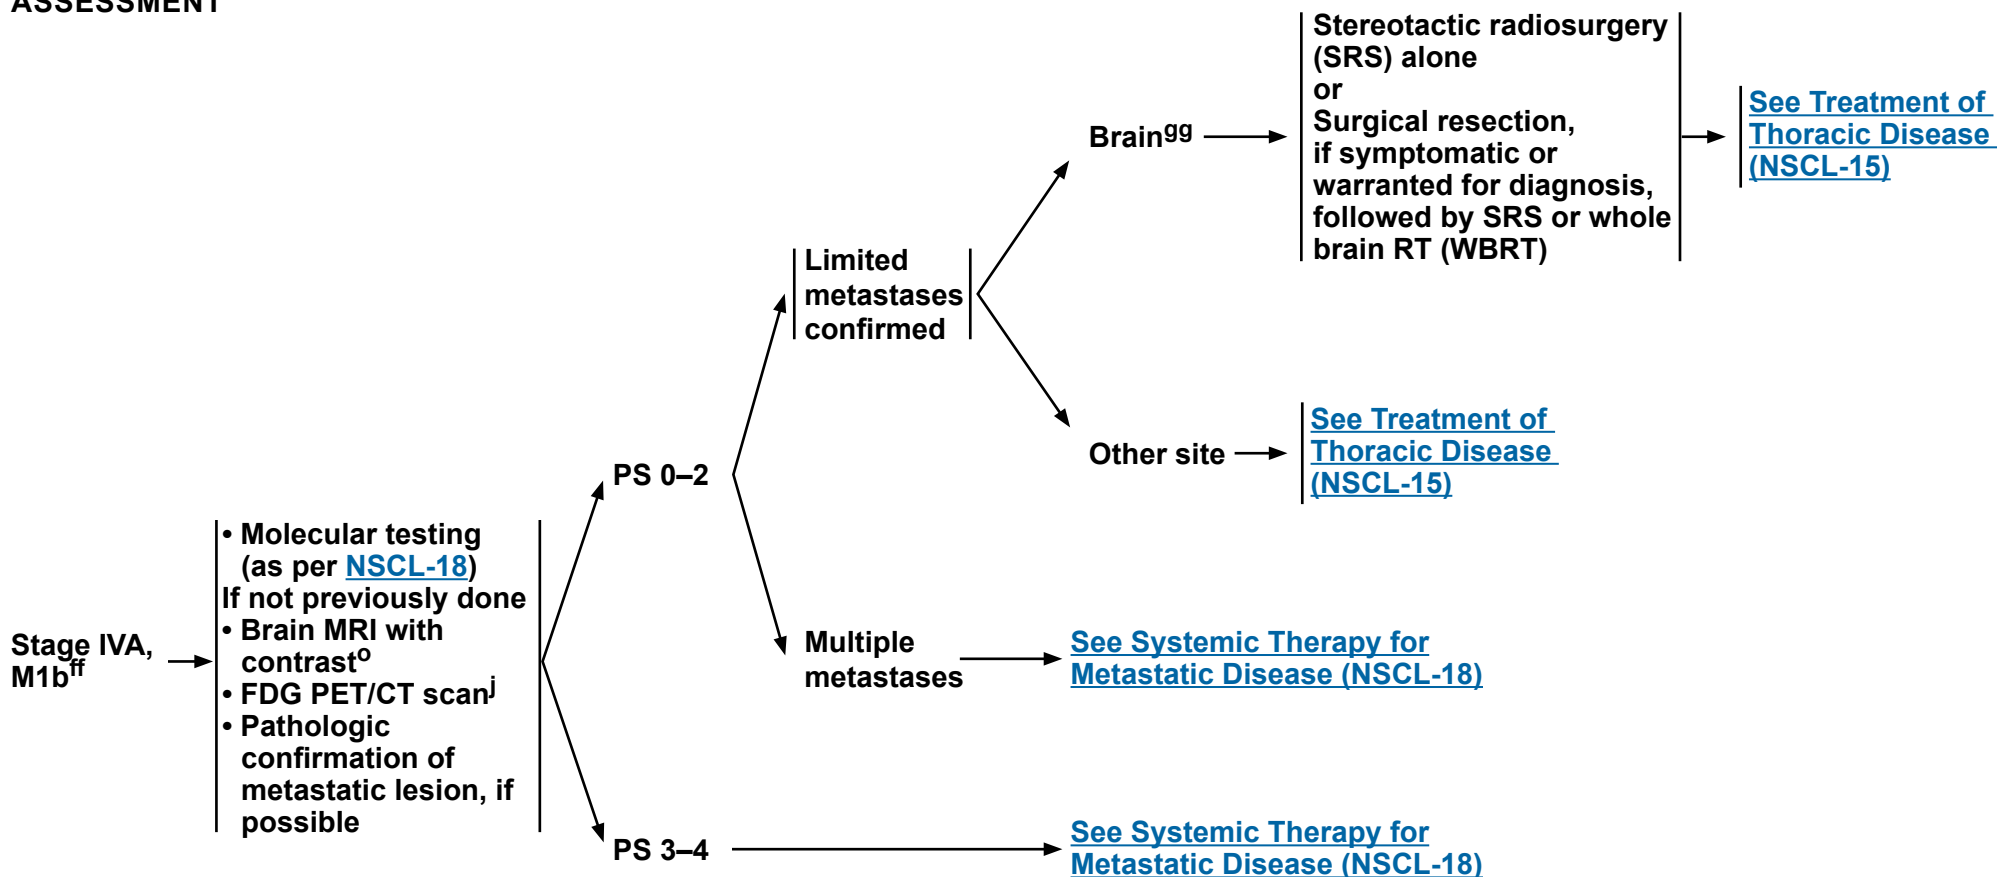 ASSESSMENT
Stage IVA,
M1bff
• Molecular testing
(as per NSCL-18)
If not previously done
• Brain MRI with
contrasto
• FDG PET/CT scanj
• Pathologic
confirmation of
metastatic lesion, if
possible
PS 0–2
Limited
metastases
confirmed
Braingg
Stereotactic radiosurgery
(SRS) alone
or
Surgical resection,
if symptomatic or
warranted for diagnosis,
followed by SRS or whole
brain RT (WBRT)
See Treatment of
Thoracic Disease
(NSCL-15)
Other site
See Treatment of
Thoracic Disease
(NSCL-15)
Multiple
metastases
See Systemic Therapy for
Metastatic Disease (NSCL-18)
PS 3–4
See Systemic Therapy for
Metastatic Disease (NSCL-18)